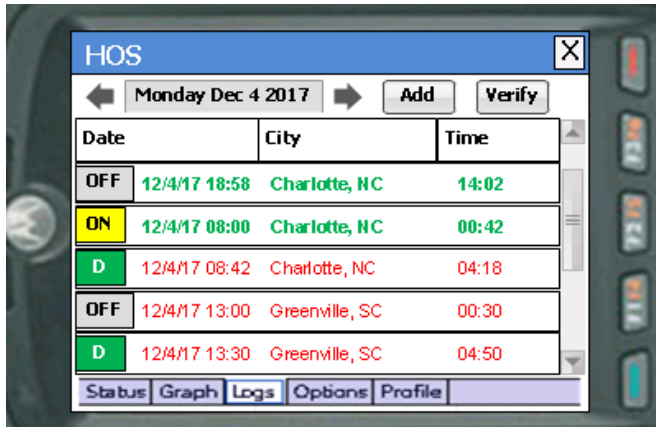 HOS X
Monday Dec 4 2017 Add Verify
Date City Time
OFF 12/4/17 18:58 Charlotte, NC 14:02
ON 12/4/17 08:00 Charlotte, NC 00:42
D 12/4/17 08:42 Charlotte, NC 04:18
OFF 12/4/17 13:00 Greenville, SC 00:30
D 12/4/17 13:30 Greenville, SC 04:50
Status Graph Logs Options Profile